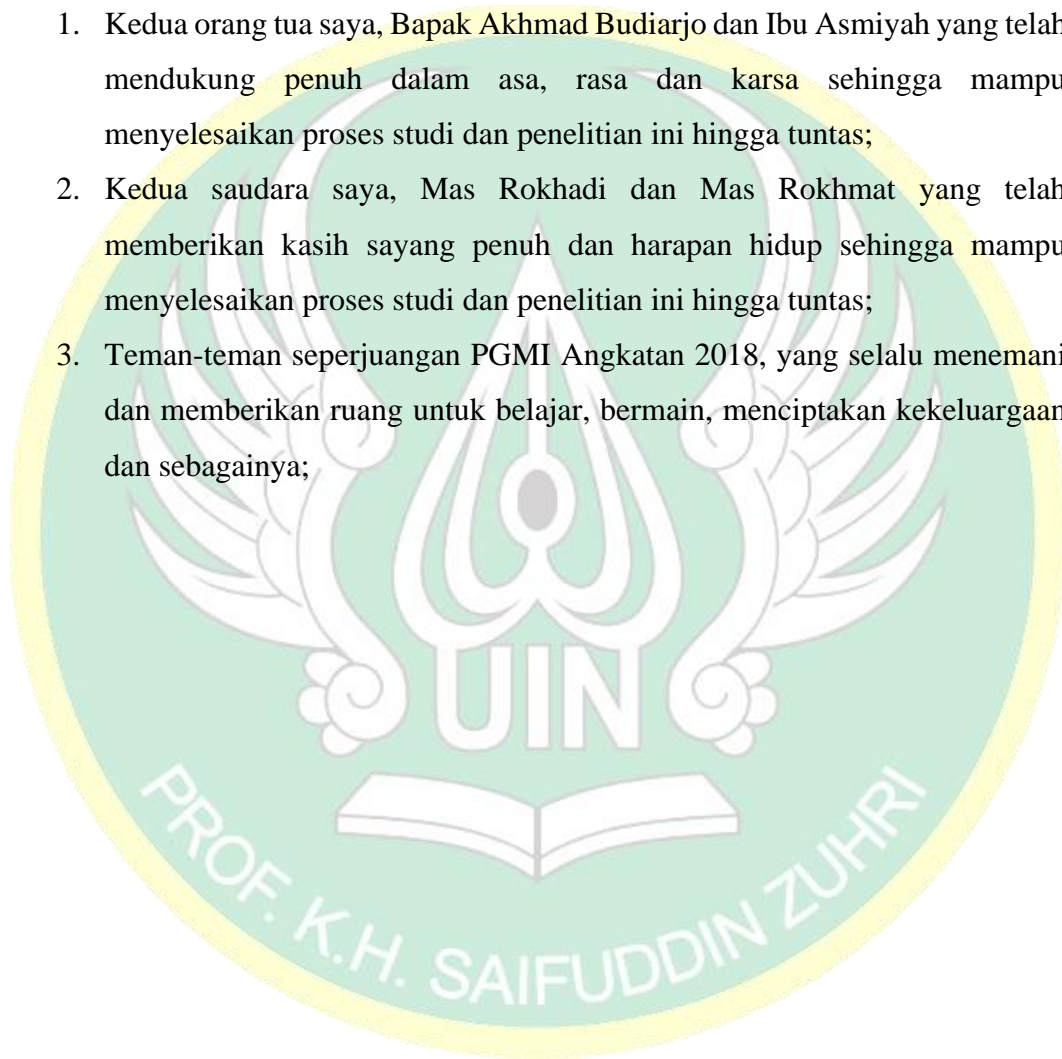 1. Kedua orang tua saya, Bapak Akhmad Budiarjo dan Ibu Asmiyah yang telah
mendukung penuh dalam asa, rasa dan karsa sehingga mampu
menyelesaikan proses studi dan penelitian ini hingga tuntas;
2. Kedua saudara saya, Mas Rokhadi dan Mas Rokhmat yang telah
memberikan kasih sayang penuh dan harapan hidup sehingga mampu
menyelesaikan proses studi dan penelitian ini hingga tuntas;
3. Teman-teman seperjuangan PGMI Angkatan 2018, yang selalu menemani
dan memberikan ruang untuk belajar, bermain, menciptakan kekeluargaan
dan sebagainya;
UIN
PROF. K.H. SAIFUDDIN ZUHRI